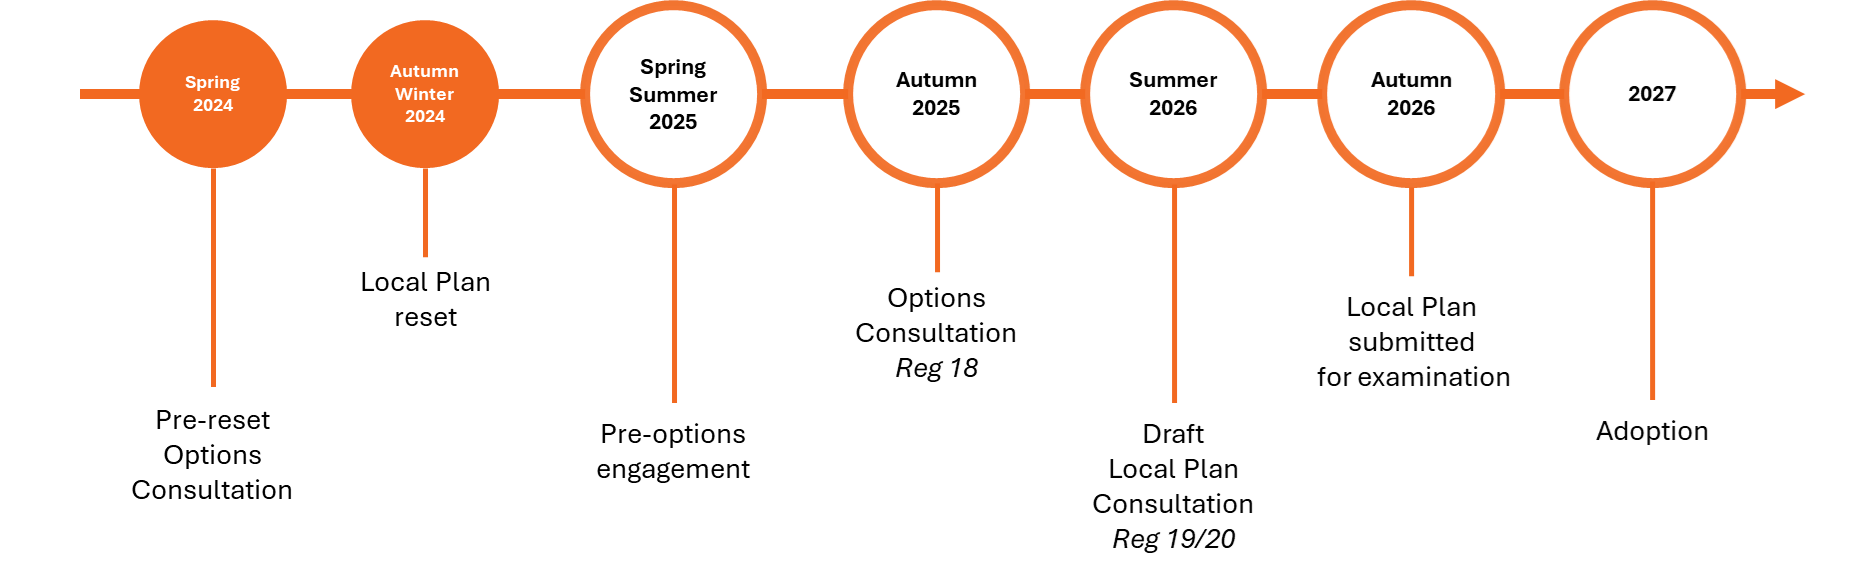 Spring
2024
Autumn
Winter
2024
Spring
Summer
2025
Autumn
2025
Summer
2026
Autumn
2026
2027
Pre-reset
Options
Consultation
Local Plan
reset
Pre-options
engagement
Options
Consultation
Reg 18
Draft
Local Plan
Consultation
Reg 19/20
Local Plan
submitted
for examination
Adoption